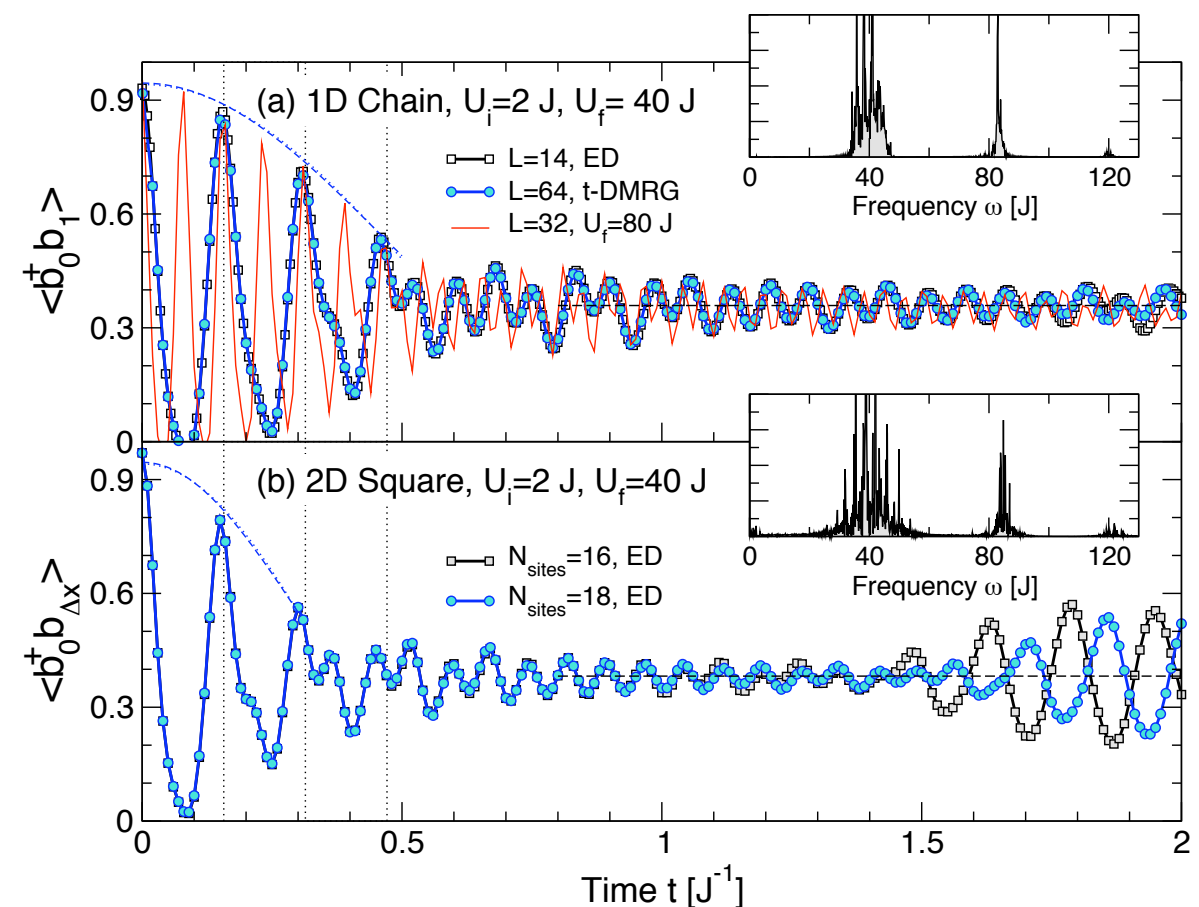 (a) 1D Chain, U_i=2 J, U_f= 40 J
L=14, ED
L=64, t-DMRG
L=32, U_f=80 J
<b_0^+ b_1>
0.9
0.6
0.3
0
0 40 80 120
Frequency ω [J]
(b) 2D Square, U_i=2 J, U_f=40 J
N_sites=16, ED
N_sites=18, ED
<b_0^+ b_Δx>
0.9
0.6
0.3
0
0 40 80 120
Frequency ω [J]
0 0.5 1 1.5 2
Time t [J^-1]